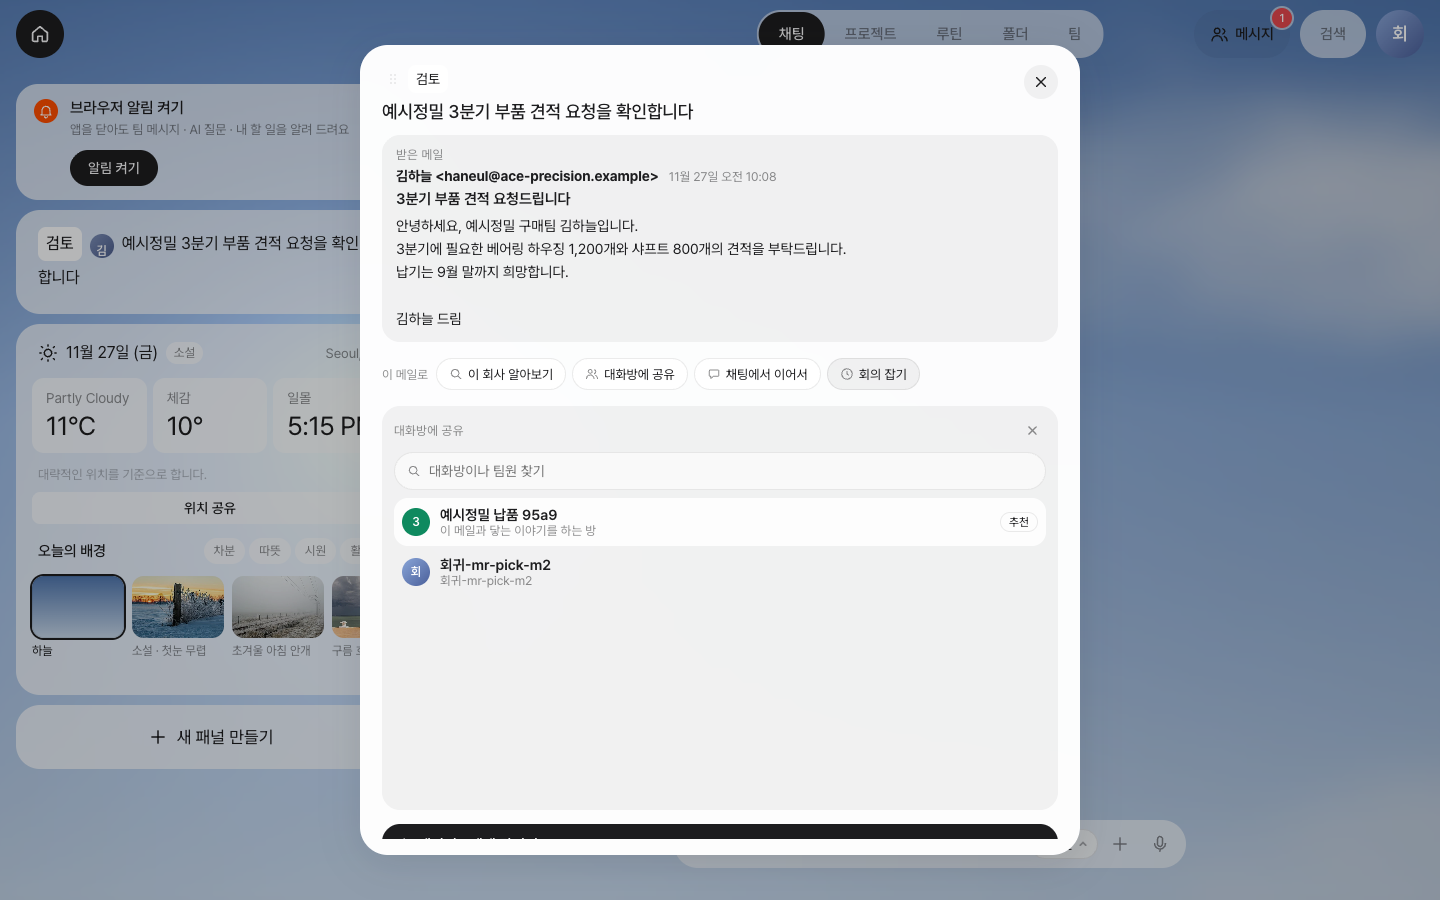 채팅
프로젝트
루틴
폴더
팀
메시지
1
검색
회
브라우저 알림 켜기
앱을 닫아도 팀 메시지 · AI 질문 · 내 할 일을 알려 드려요
알림 켜기
검토
김
예시정밀 3분기 부품 견적 요청을 확인
합니다
11월 27일 (금)
소설
Seoul,
Partly Cloudy
11°C
체감
10°
일몰
5:15 P
대략적인 위치를 기준으로 합니다.
위치 공유
오늘의 배경
차분
따뜻
시원
하늘
소설 · 첫눈 무렵
초겨울 아침 안개
구름
새 패널 만들기
검토
예시정밀 3분기 부품 견적 요청을 확인합니다
받은 메일
김하늘 <haneul@ace-precision.example> 11월 27일 오전 10:08
3분기 부품 견적 요청드립니다
안녕하세요, 예시정밀 구매팀 김하늘입니다.
3분기에 필요한 베어링 하우징 1,200개와 샤프트 800개의 견적을 부탁드립니다.
납기는 9월 말까지 희망합니다.
김하늘 드림
이 메일로
이 회사 알아보기
대화방에 공유
채팅에서 이어서
회의 잡기
대화방에 공유
대화방이나 팀원 찾기
3
예시정밀 납품 95a9
이 메일과 닿는 이야기를 하는 방
추천
회
회귀-mr-pick-m2
회귀-mr-pick-m2